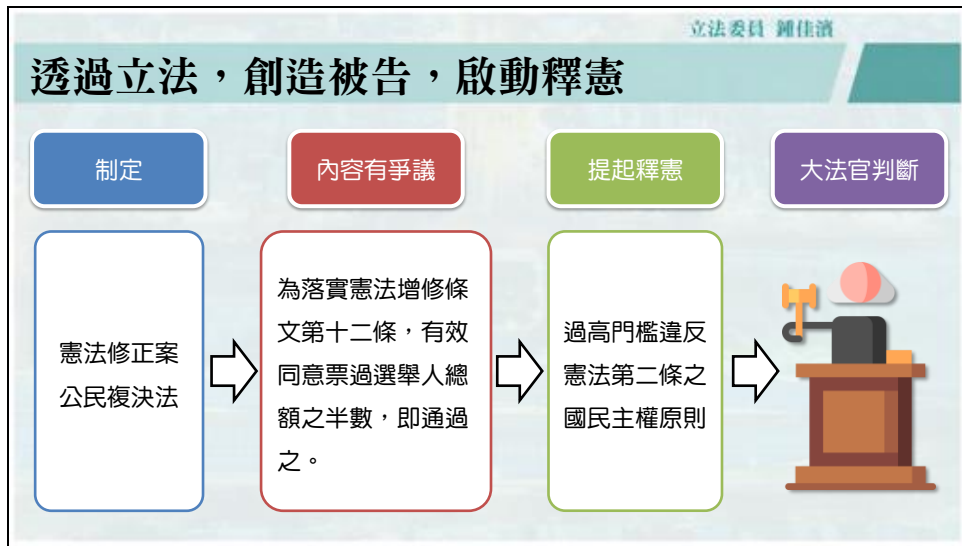 立法委員 鍾佳濱
透過立法，創造被告，啟動釋憲
制定
內容有爭議
提起釋憲
大法官判斷
憲法修正案
公民複決法
為落實憲法增修條
文第十二條，有效
同意票過選舉人總
額之半數，即通過
之。
過高門檻違反
憲法第二條之
國民主權原則